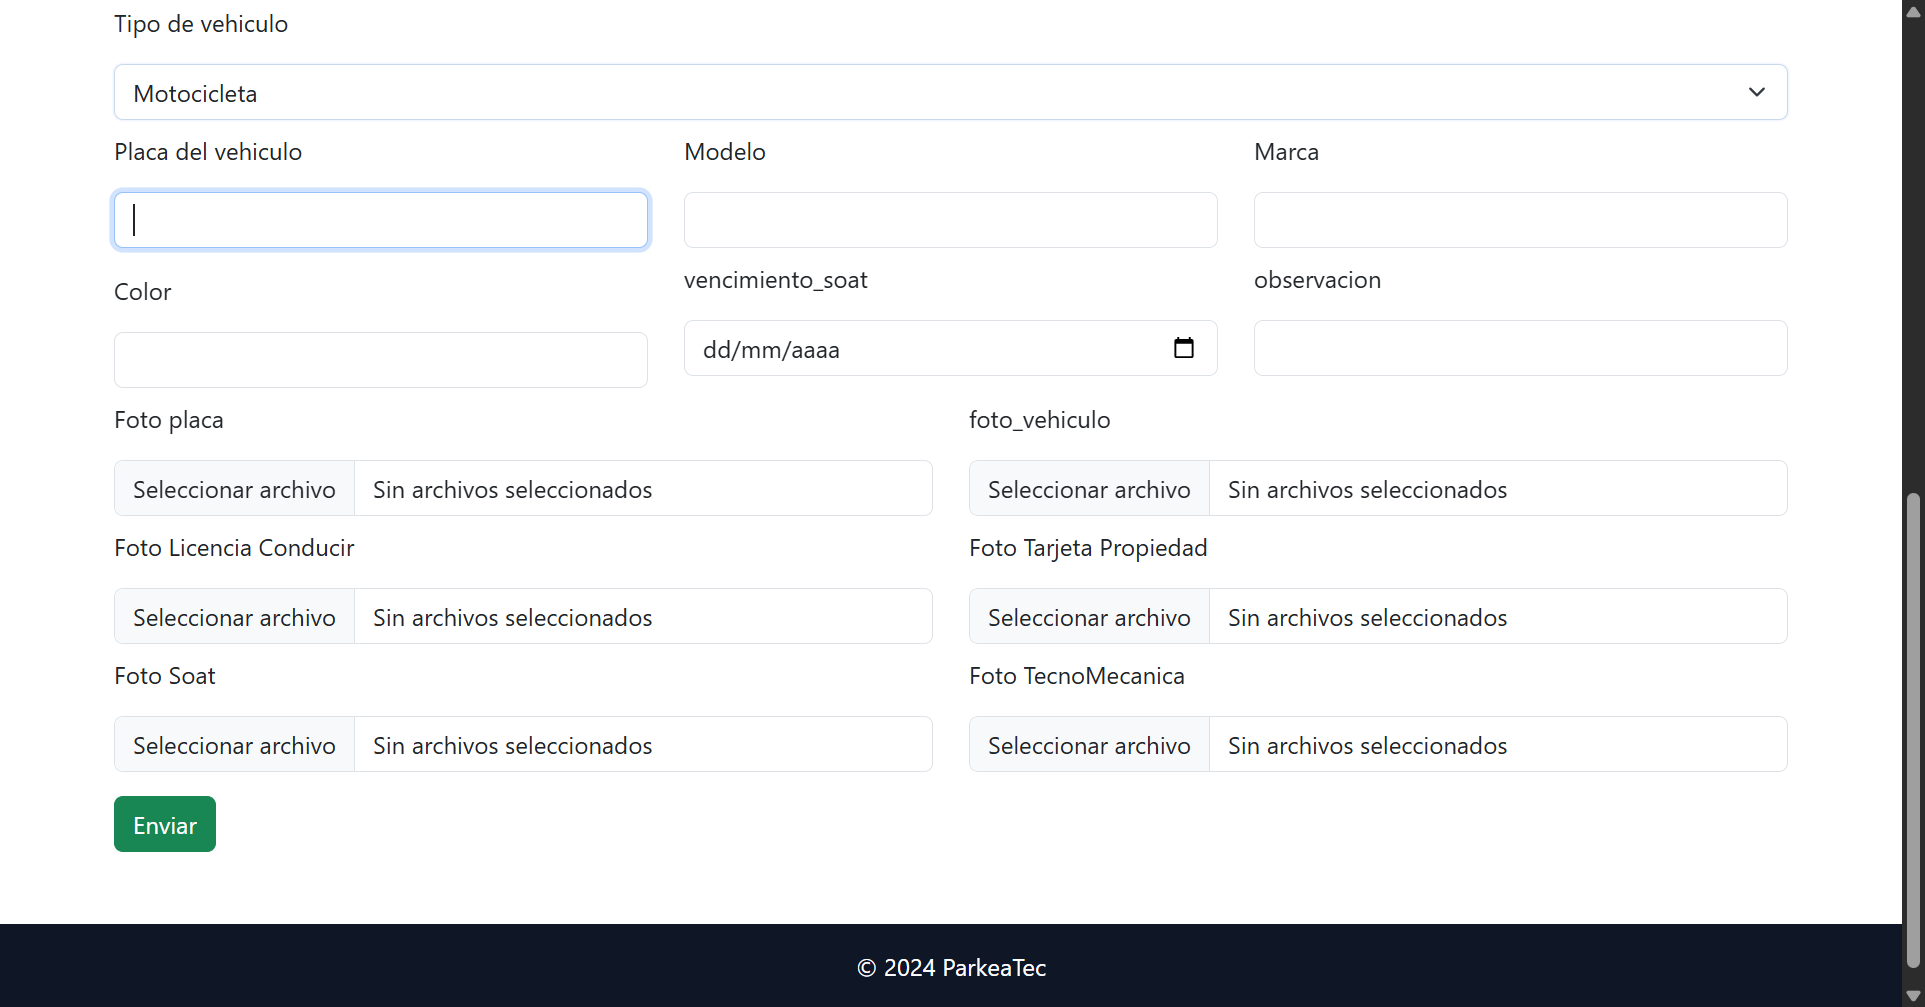 Tipo de vehiculo
Motocicleta
Placa del vehiculo
Modelo
Marca
Color
vencimiento_soat
dd/mm/aaaa
observacion
Foto placa
foto_vehiculo
Seleccionar archivo Sin archivos seleccionados
Seleccionar archivo Sin archivos seleccionados
Foto Licencia Conducir
Foto Tarjeta Propiedad
Seleccionar archivo Sin archivos seleccionados
Seleccionar archivo Sin archivos seleccionados
Foto Soat
Foto TecnoMecanica
Seleccionar archivo Sin archivos seleccionados
Seleccionar archivo Sin archivos seleccionados
Enviar
© 2024 ParkeaTec